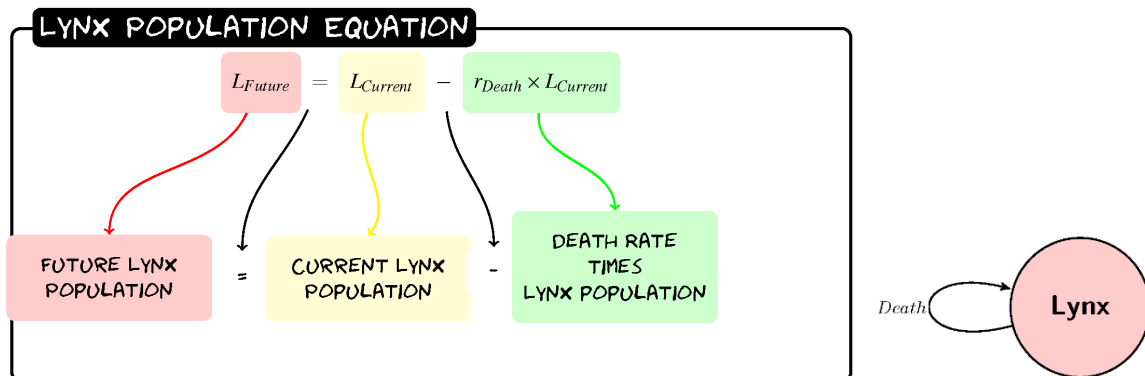 LYNX POPULATION EQUATION
L_Future = L_Current − r_Death × L_Current
FUTURE LYNX
POPULATION
=
CURRENT LYNX
POPULATION
-
DEATH RATE
TIMES
LYNX POPULATION
Death
Lynx